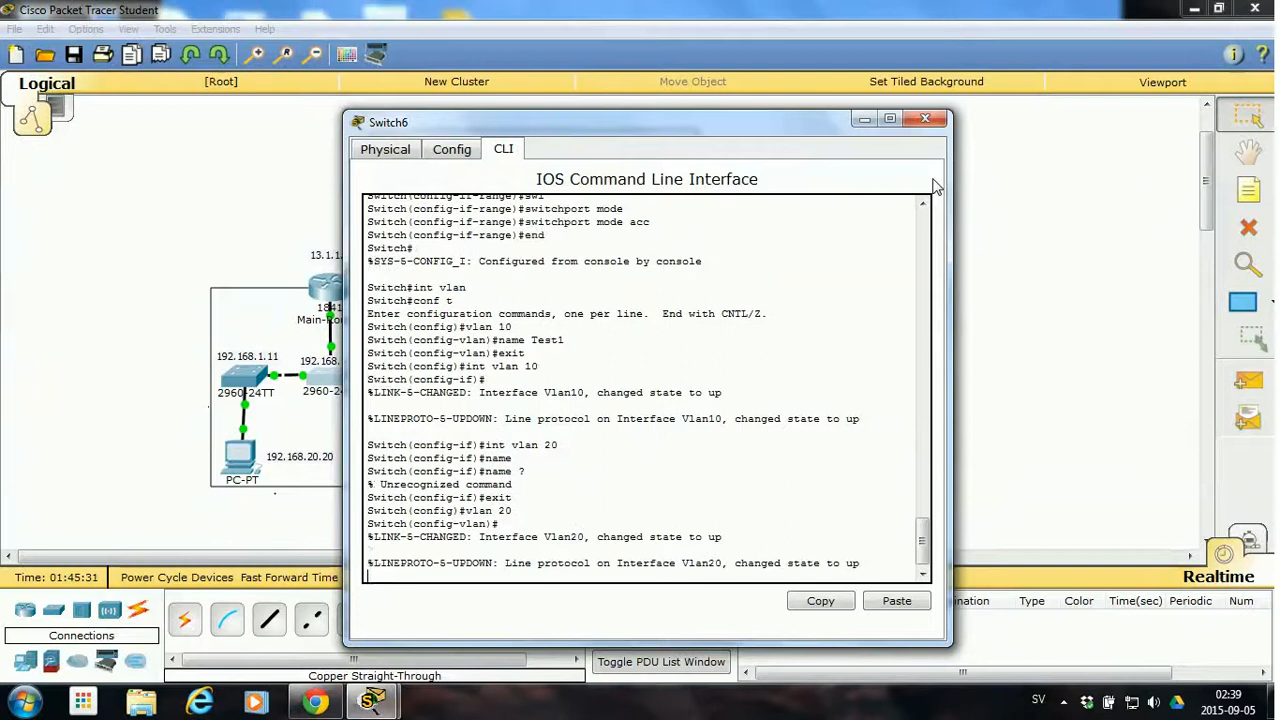 Cisco Packet Tracer Student
File Edit Options View Tools Extensions Help
Logical [Root] New Cluster Move Object Set Tiled Background Viewport
Switch6
Physical Config CLI
IOS Command Line Interface
Switch(config-if-range)#swi
Switch(config-if-range)#switchport mode
Switch(config-if-range)#switchport mode acc
Switch(config-if-range)#end
Switch#
%SYS-5-CONFIG_I: Configured from console by console
Switch#int vlan
Switch#conf t
Enter configuration commands, one per line. End with CNTL/Z.
Switch(config)#vlan 10
Switch(config-vlan)#name Test1
Switch(config-vlan)#exit
Switch(config)#int vlan 10
Switch(config-if)#
%LINK-5-CHANGED: Interface Vlan10, changed state to up
%LINEPROTO-5-UPDOWN: Line protocol on Interface Vlan10, changed state to up
Switch(config-if)#int vlan 20
Switch(config-if)#name
Switch(config-if)#name ?
% Unrecognized command
Switch(config-if)#exit
Switch(config)#vlan 20
Switch(config-vlan)#
%LINK-5-CHANGED: Interface Vlan20, changed state to up
%LINEPROTO-5-UPDOWN: Line protocol on Interface Vlan20, changed state to up
Copy Paste
13.1.1
1841
Main-Ro
192.168.1.11 192.168.
2960-24TT 2960-24
192.168.20.20
PC-PT
Time: 01:45:31 Power Cycle Devices Fast Forward Time
Realtime
Connections
Copper Straight-Through
Toggle PDU List Window
ination Type Color Time(sec) Periodic Num
SV
02:39
2015-09-05